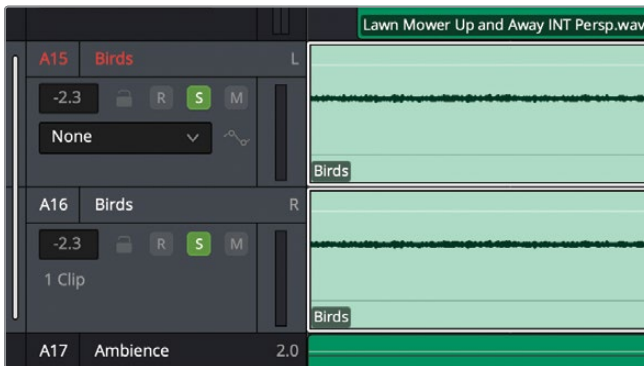 Lawn Mower Up and Away INT Persp.wav
A15 Birds L
-2.3 R S M
None
Birds
A16 Birds R
-2.3 R S M
1 Clip
Birds
A17 Ambience 2.0